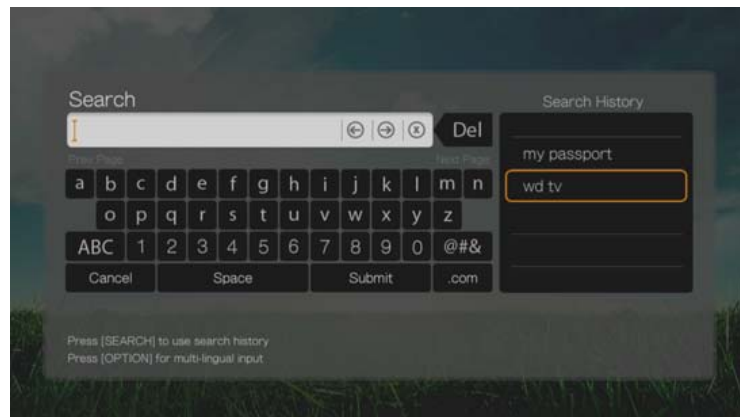 Search
Search History
Del
my passport
Prev Page
Next Page
wd tv
a b c d e f g h i j k l m n
o p q r s t u v w x y z
ABC 1 2 3 4 5 6 7 8 9 0 @#&
Cancel Space Submit .com
Press [SEARCH] to use search history
Press [OPTION] for multi-lingual input